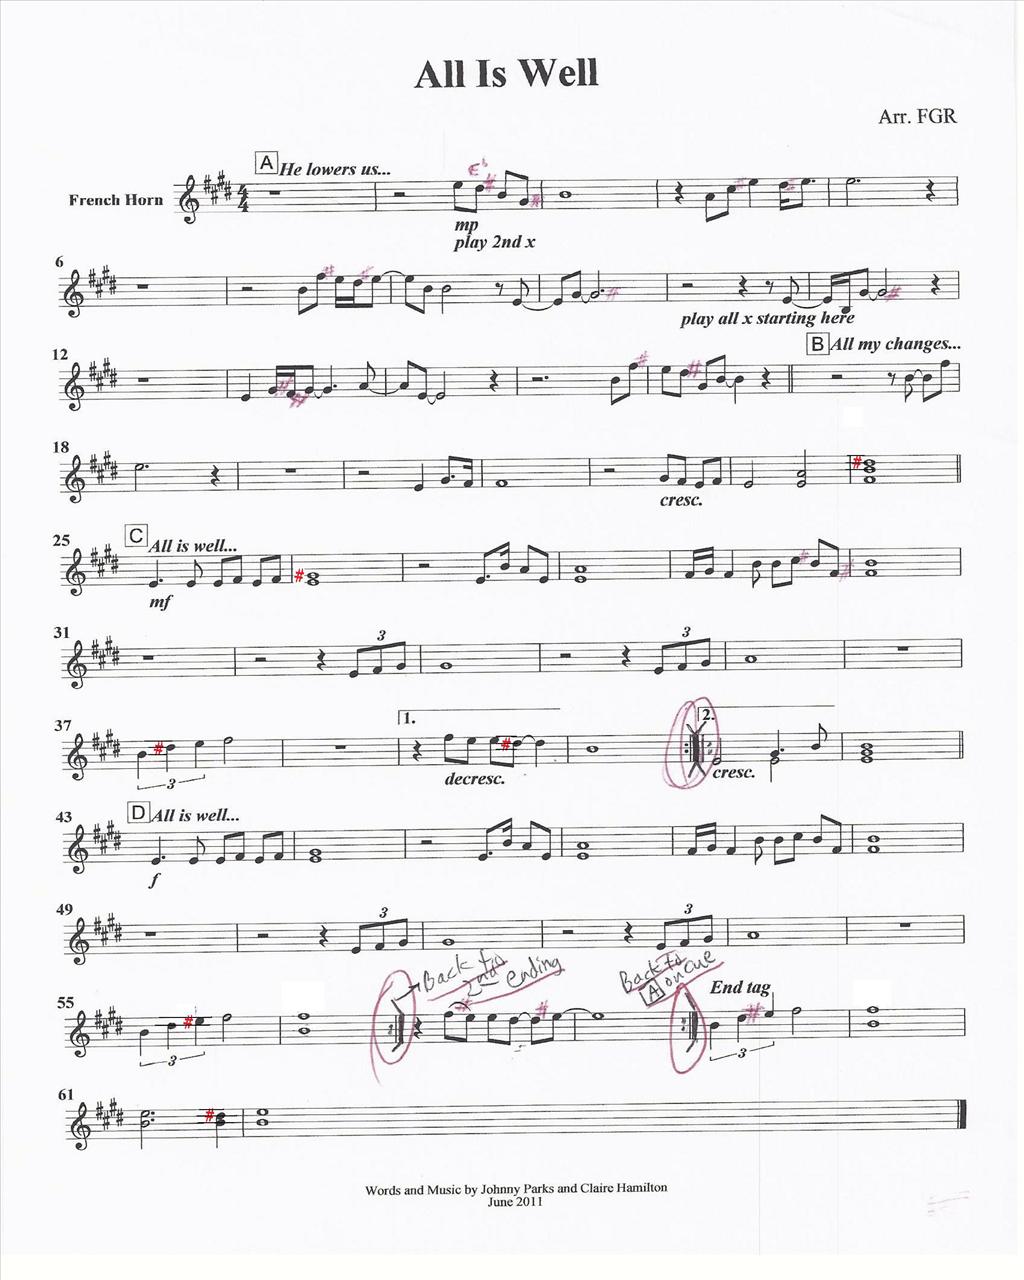 All Is Well
Arr. FGR
A He lowers us...
French Horn
mp
play 2nd x
6
play all x starting here
12
B All my changes...
18
cresc.
25
C All is well...
mf
31
3
3
37
1.
2.
3
decresc.
cresc.
43
D All is well...
f
49
3
3
Back to
2nd ending
Back to
A on cue
55
End tag
3
3
61
Words and Music by Johnny Parks and Claire Hamilton
June 2011